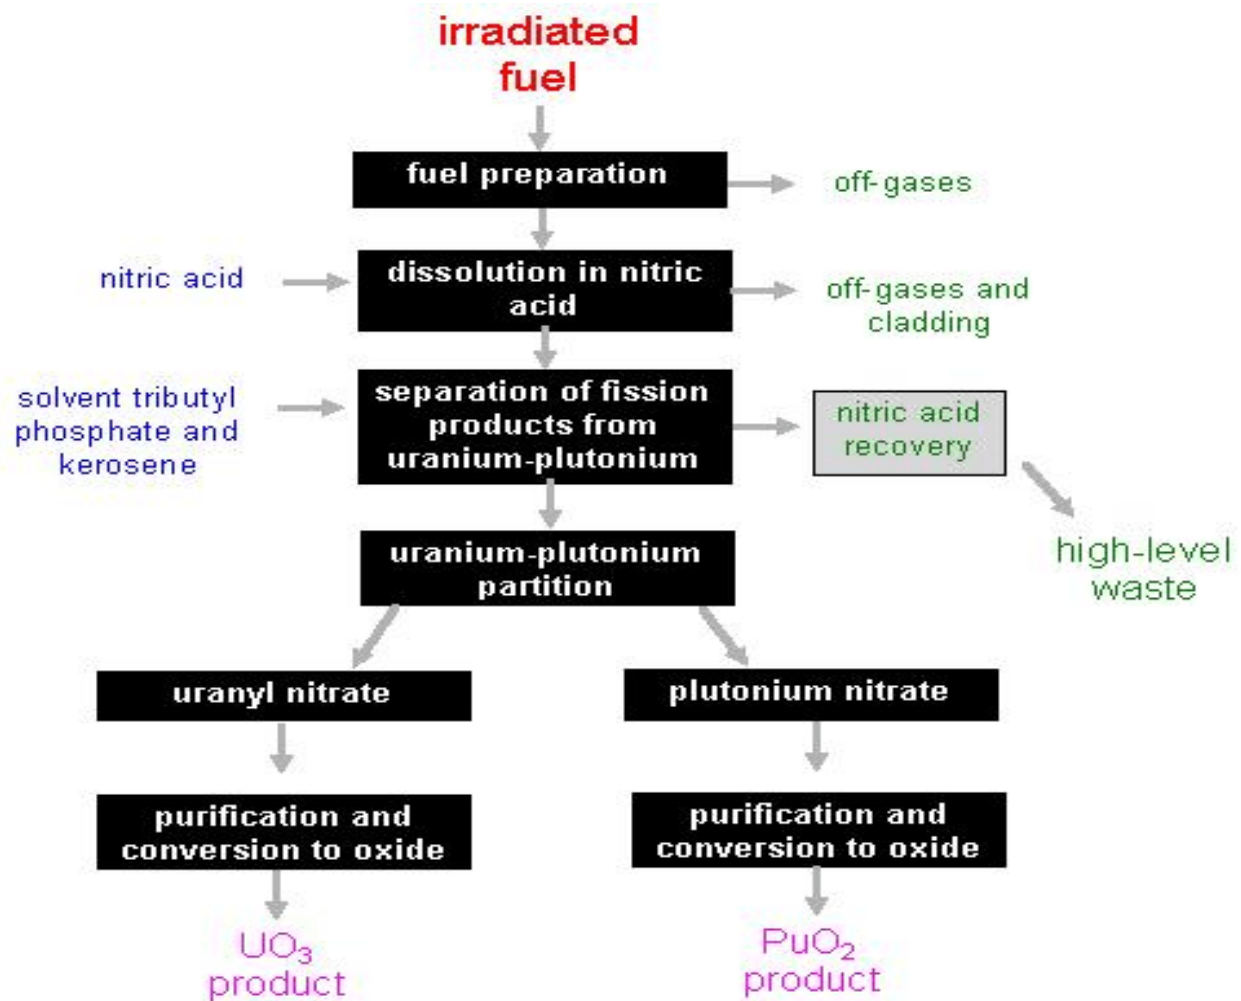 irradiated
fuel
fuel preparation
off-gases
nitric acid
dissolution in nitric
acid
off-gases and
cladding
solvent tributyl
phosphate and
kerosene
separation of fission
products from
uranium-plutonium
nitric acid
recovery
high-level
waste
uranium-plutonium
partition
uranyl nitrate
plutonium nitrate
purification and
conversion to oxide
purification and
conversion to oxide
UO₃
product
PuO₂
product